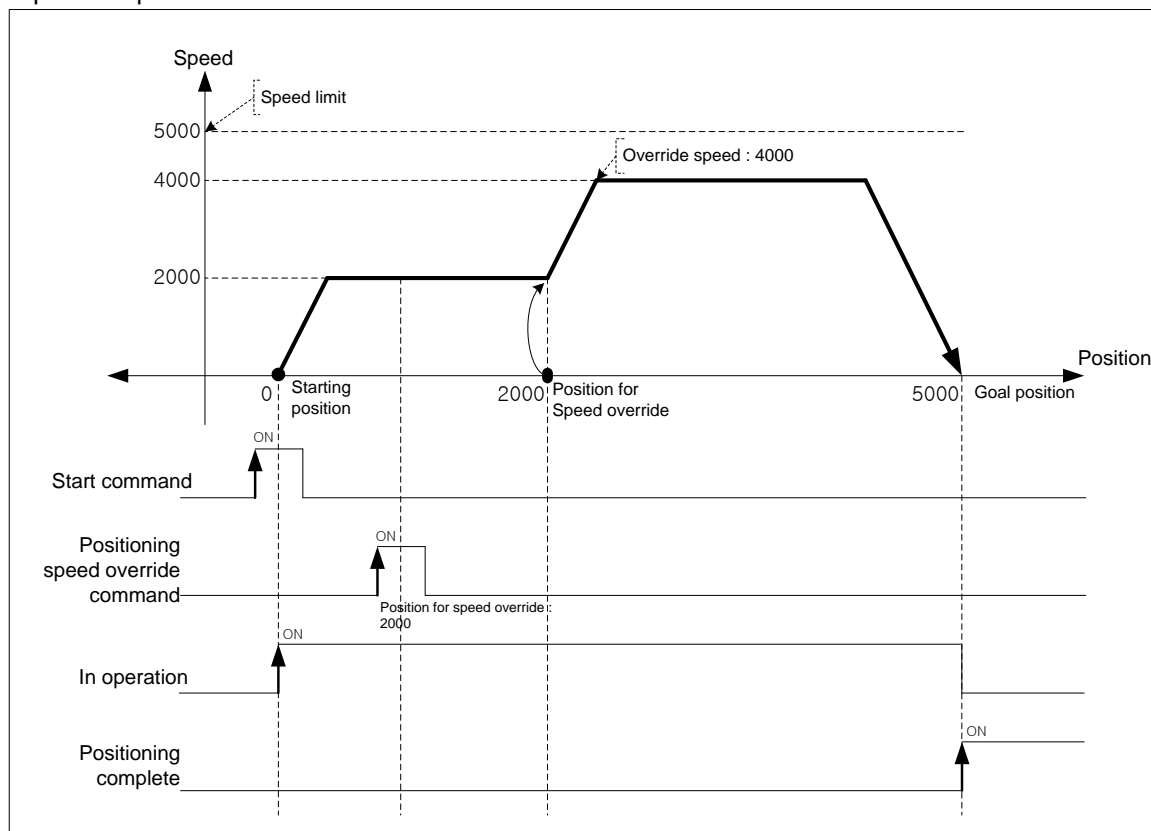 Speed
Speed limit
5000
Override speed : 4000
4000
2000
Position
0
Starting
position
2000
Position for
Speed override
5000
Goal position
ON
Start command
ON
Positioning
speed override
command
Position for speed override :
2000
ON
In operation
ON
Positioning
complete